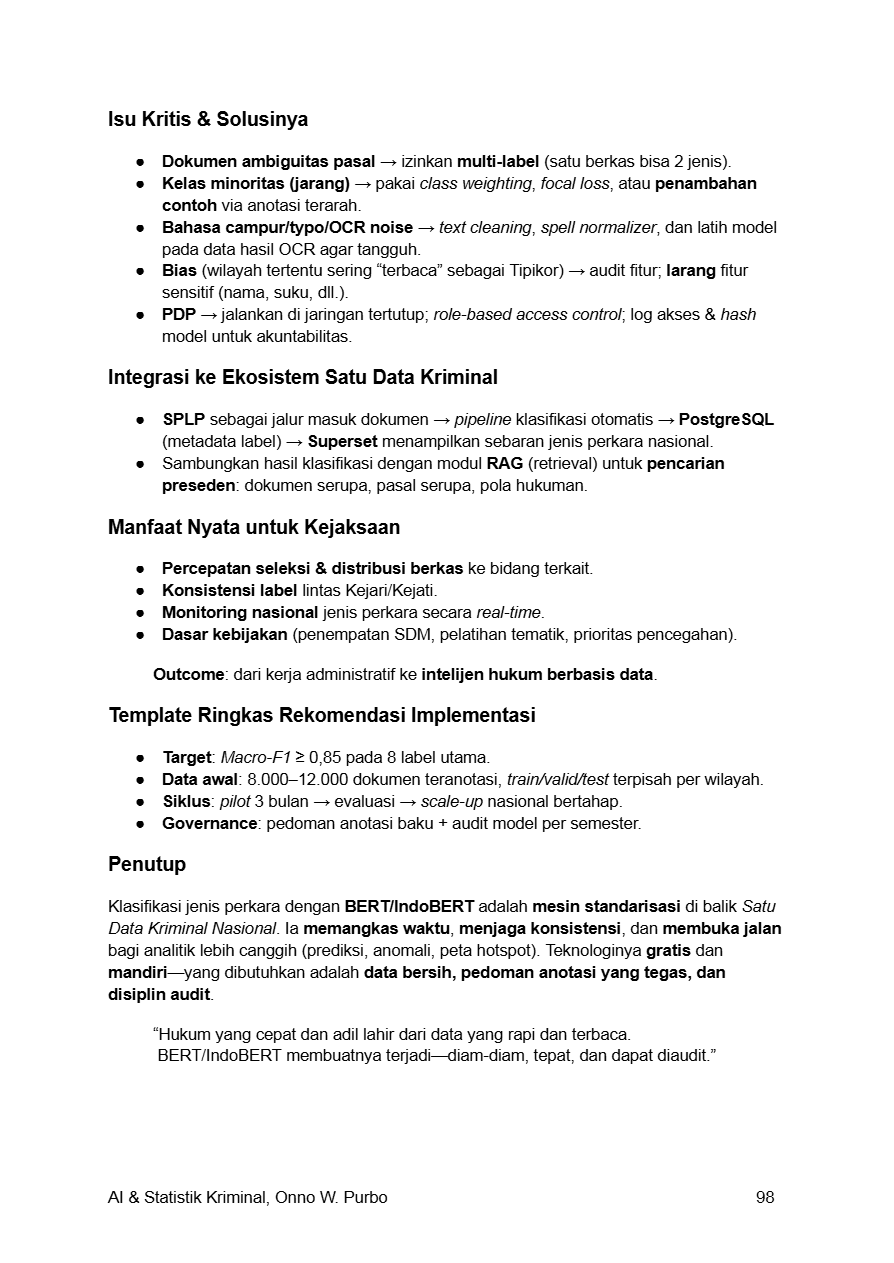 Isu Kritis & Solusinya
● Dokumen ambiguitas pasal → izinkan multi-label (satu berkas bisa 2 jenis).
● Kelas minoritas (jarang) → pakai class weighting, focal loss, atau penambahan
contoh via anotasi terarah.
● Bahasa campur/typo/OCR noise → text cleaning, spell normalizer, dan latih model
pada data hasil OCR agar tangguh.
● Bias (wilayah tertentu sering “terbaca” sebagai Tipikor) → audit fitur; larang fitur
sensitif (nama, suku, dll.).
● PDP → jalankan di jaringan tertutup; role-based access control; log akses & hash
model untuk akuntabilitas.
Integrasi ke Ekosistem Satu Data Kriminal
● SPLP sebagai jalur masuk dokumen → pipeline klasifikasi otomatis → PostgreSQL
(metadata label) → Superset menampilkan sebaran jenis perkara nasional.
● Sambungkan hasil klasifikasi dengan modul RAG (retrieval) untuk pencarian
preseden: dokumen serupa, pasal serupa, pola hukuman.
Manfaat Nyata untuk Kejaksaan
● Percepatan seleksi & distribusi berkas ke bidang terkait.
● Konsistensi label lintas Kejari/Kejati.
● Monitoring nasional jenis perkara secara real-time.
● Dasar kebijakan (penempatan SDM, pelatihan tematik, prioritas pencegahan).
Outcome: dari kerja administratif ke intelijen hukum berbasis data.
Template Ringkas Rekomendasi Implementasi
● Target: Macro-F1 ≥ 0,85 pada 8 label utama.
● Data awal: 8.000–12.000 dokumen teranotasi, train/valid/test terpisah per wilayah.
● Siklus: pilot 3 bulan → evaluasi → scale-up nasional bertahap.
● Governance: pedoman anotasi baku + audit model per semester.
Penutup
Klasifikasi jenis perkara dengan BERT/IndoBERT adalah mesin standarisasi di balik Satu
Data Kriminal Nasional. Ia memangkas waktu, menjaga konsistensi, dan membuka jalan
bagi analitik lebih canggih (prediksi, anomali, peta hotspot). Teknologinya gratis dan
mandiri—yang dibutuhkan adalah data bersih, pedoman anotasi yang tegas, dan
disiplin audit.
“Hukum yang cepat dan adil lahir dari data yang rapi dan terbaca.
BERT/IndoBERT membuatnya terjadi—diam-diam, tepat, dan dapat diaudit.”
AI & Statistik Kriminal, Onno W. Purbo 98